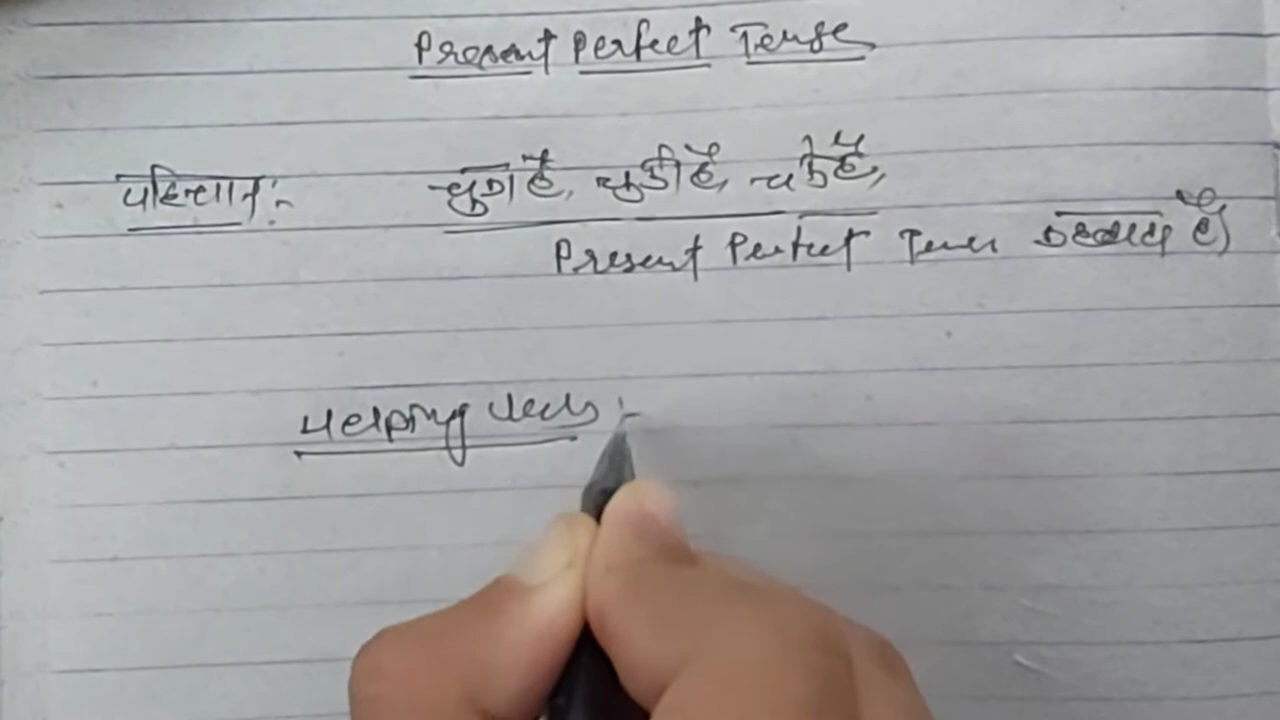 Present Perfect Tense
पहिचान :-
चुका है, चुकी है, चुके हैं,
Present Perfect Tense कहलाता है
Helping Verb :-